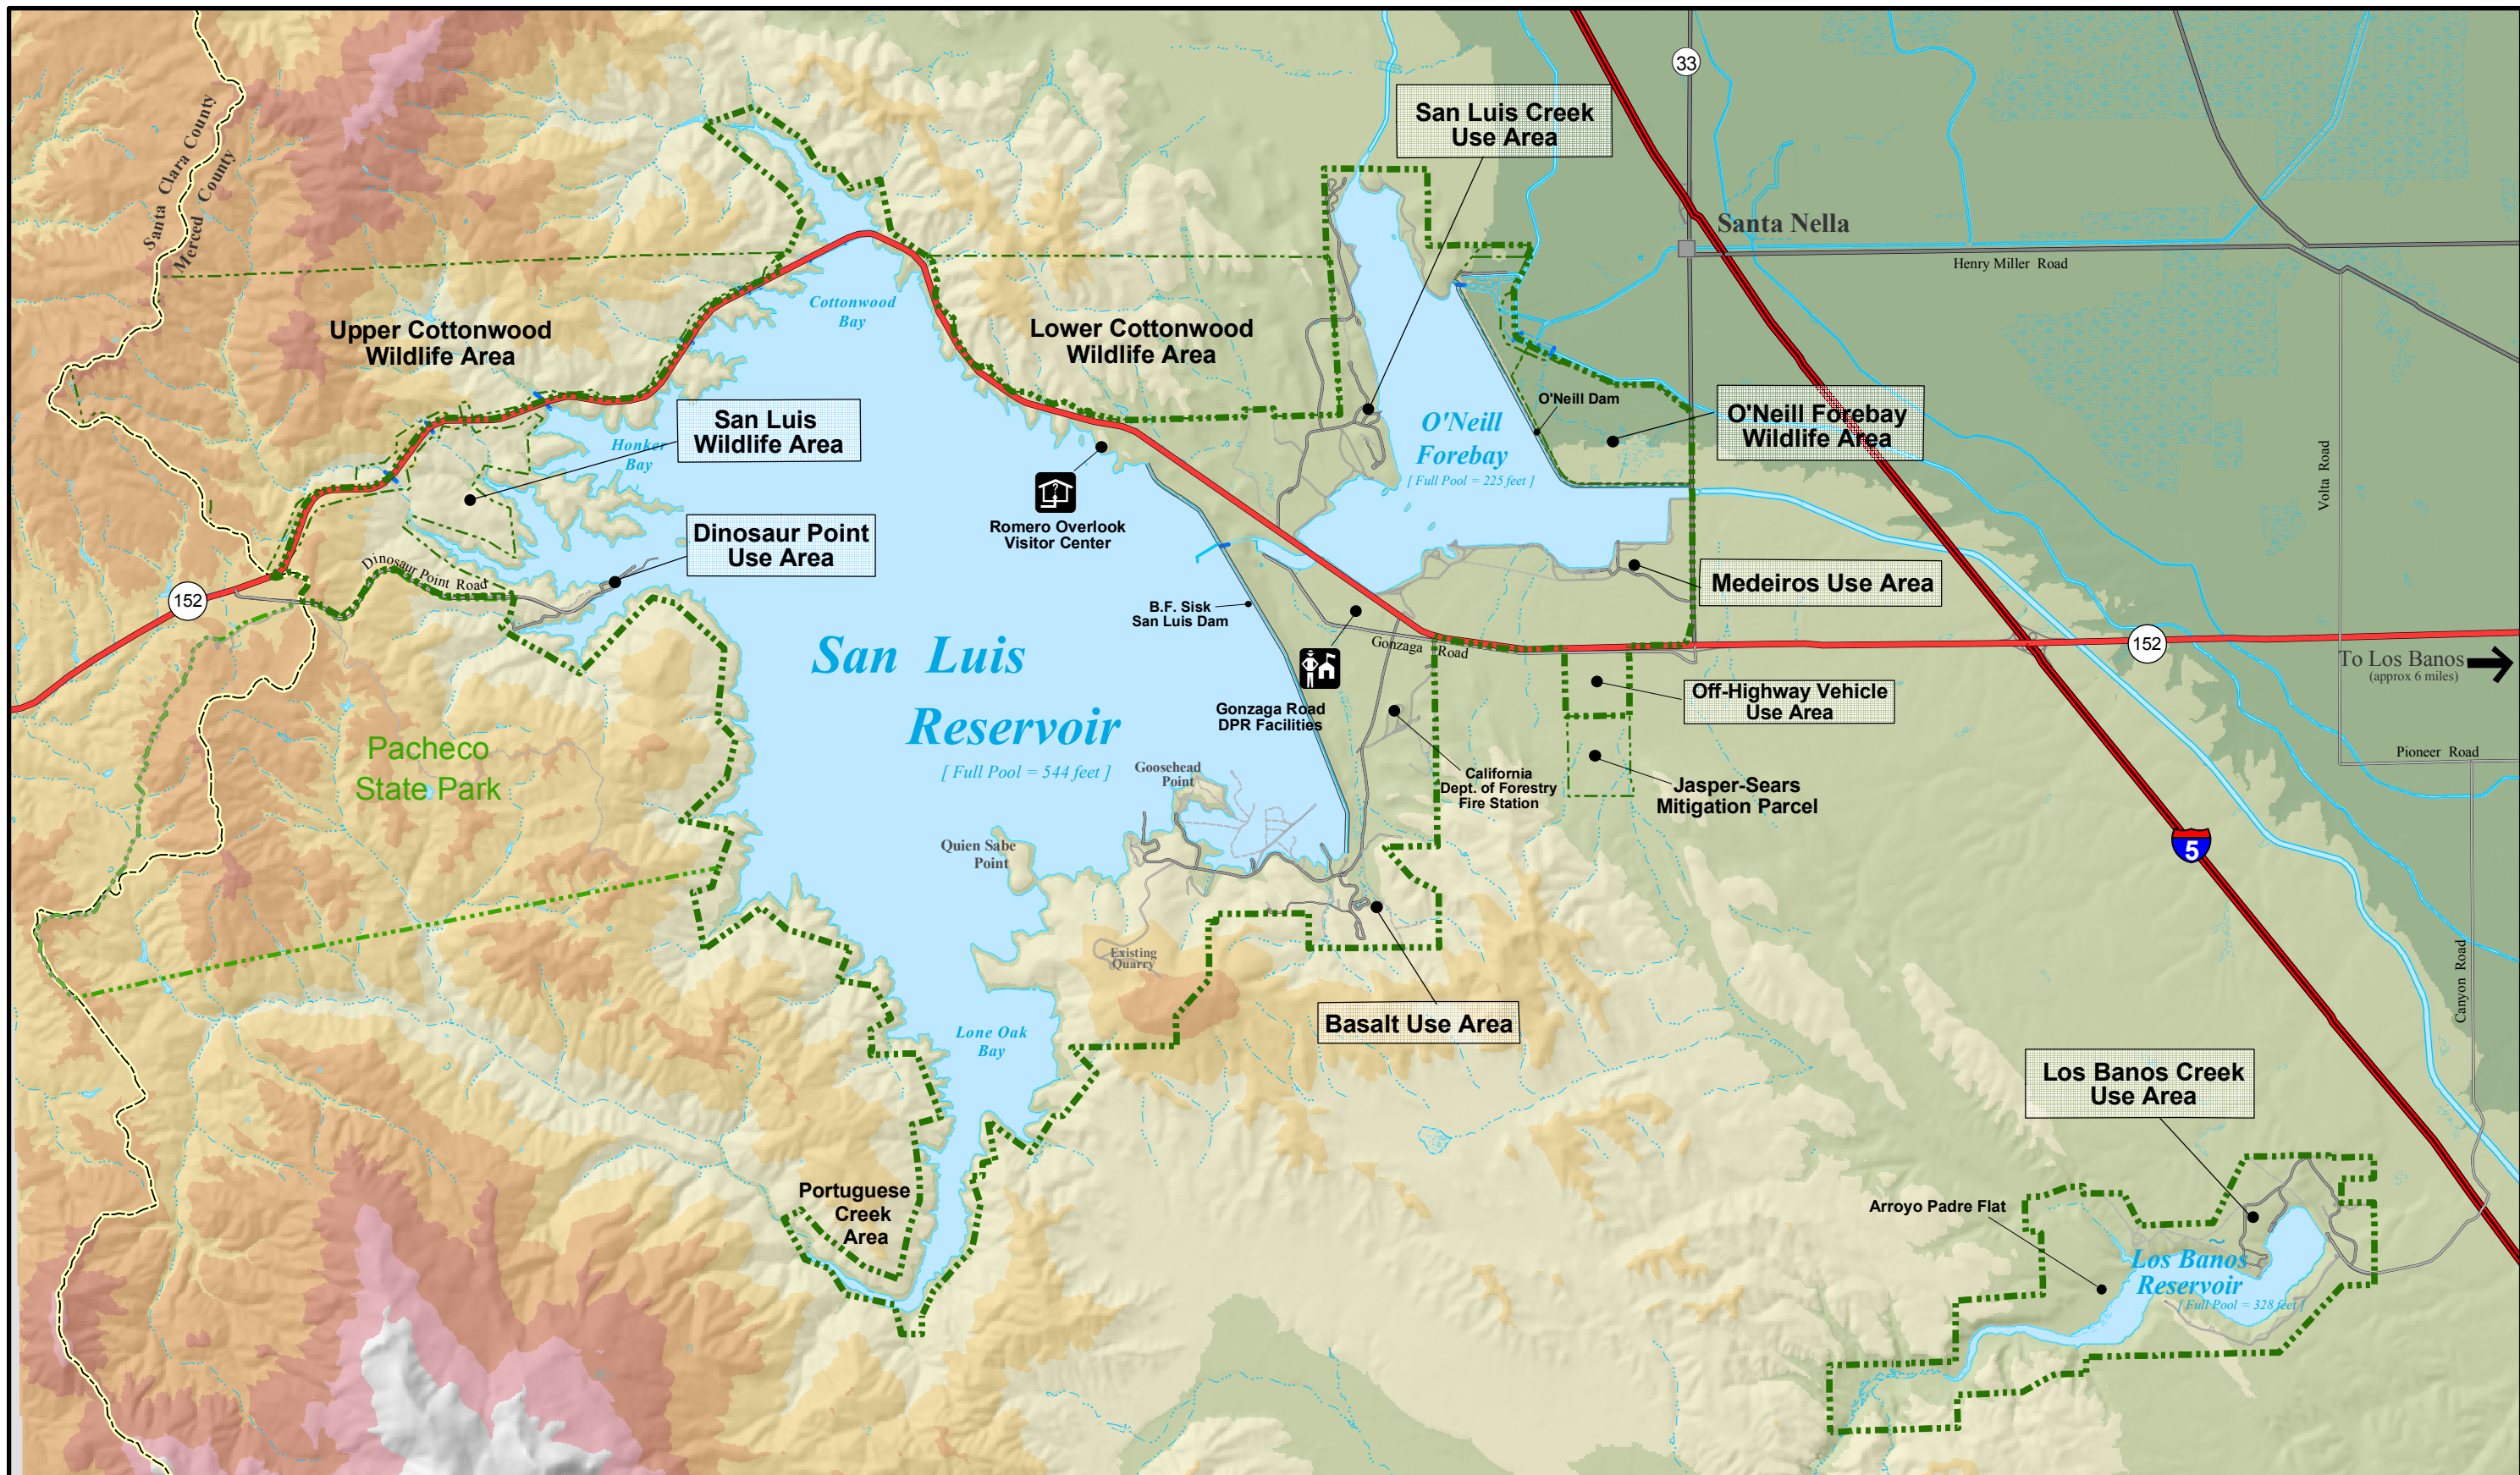 33
San Luis Creek
Use Area
Santa Clara County
Merced County
Santa Nella
Henry Miller Road
Cottonwood
Bay
Upper Cottonwood
Wildlife Area
Lower Cottonwood
Wildlife Area
O'Neill Dam
San Luis
Wildlife Area
Honker
Bay
O'Neill
Forebay
[ Full Pool = 225 feet ]
O'Neill Forebay
Wildlife Area
Volta Road
Romero Overlook
Visitor Center
Dinosaur Point
Use Area
Dinosaur Point Road
152
Medeiros Use Area
B.F. Sisk
San Luis Dam
Gonzaga Road
152
To Los Banos
(approx 6 miles)
San Luis
Reservoir
[ Full Pool = 544 feet ]
Gonzaga Road
DPR Facilities
Off-Highway Vehicle
Use Area
Pacheco
State Park
Goosehead
Point
California
Dept. of Forestry
Fire Station
Jasper-Sears
Mitigation Parcel
Pioneer Road
5
Quien Sabe
Point
Existing
Quarry
Canyon Road
Basalt Use Area
Lone Oak
Bay
Los Banos Creek
Use Area
Portuguese
Creek
Area
Arroyo Padre Flat
Los Baños
Reservoir
[ Full Pool = 328 feet ]